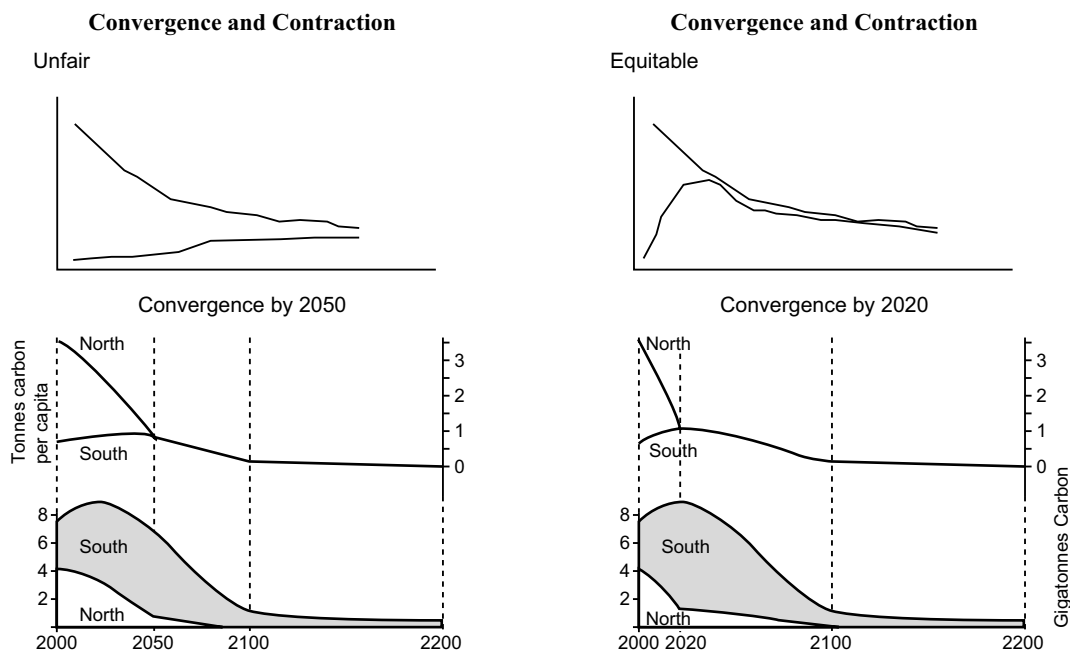 Convergence and Contraction
Unfair
Convergence by 2050
Tonnes carbon
per capita
North
South
3
2
1
0
8
6
4
2
South
North
2000 2050 2100 2200
Convergence and Contraction
Equitable
Convergence by 2020
North
South
3
2
1
0
8
6
4
2
South
North
Gigatonnes Carbon
2000 2020 2100 2200